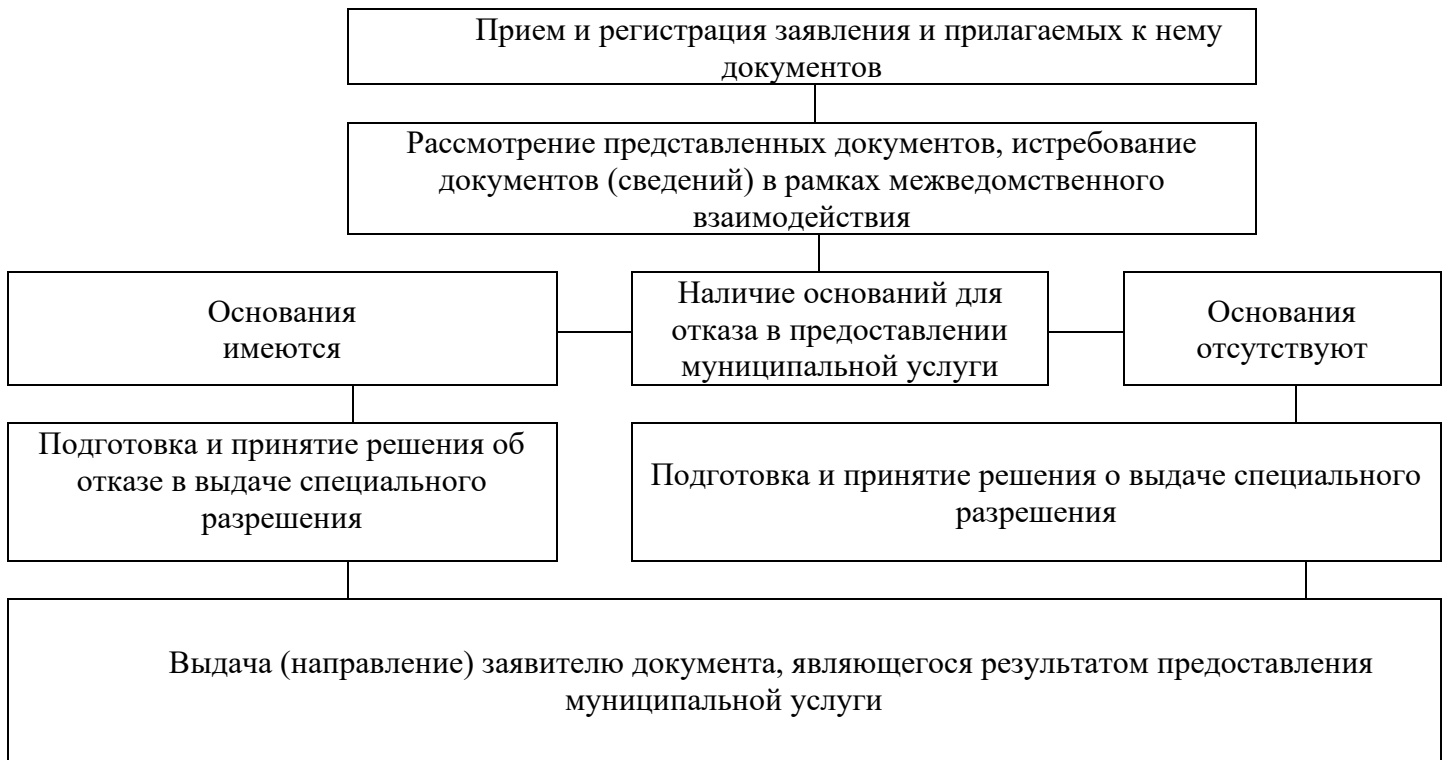 Прием и регистрация заявления и прилагаемых к нему
документов
Рассмотрение представленных документов, истребование
документов (сведений) в рамках межведомственного
взаимодействия
Основания
имеются
Наличие оснований для
отказа в предоставлении
муниципальной услуги
Основания
отсутствуют
Подготовка и принятие решения об
отказе в выдаче специального
разрешения
Подготовка и принятие решения о выдаче специального
разрешения
Выдача (направление) заявителю документа, являющегося результатом предоставления
муниципальной услуги